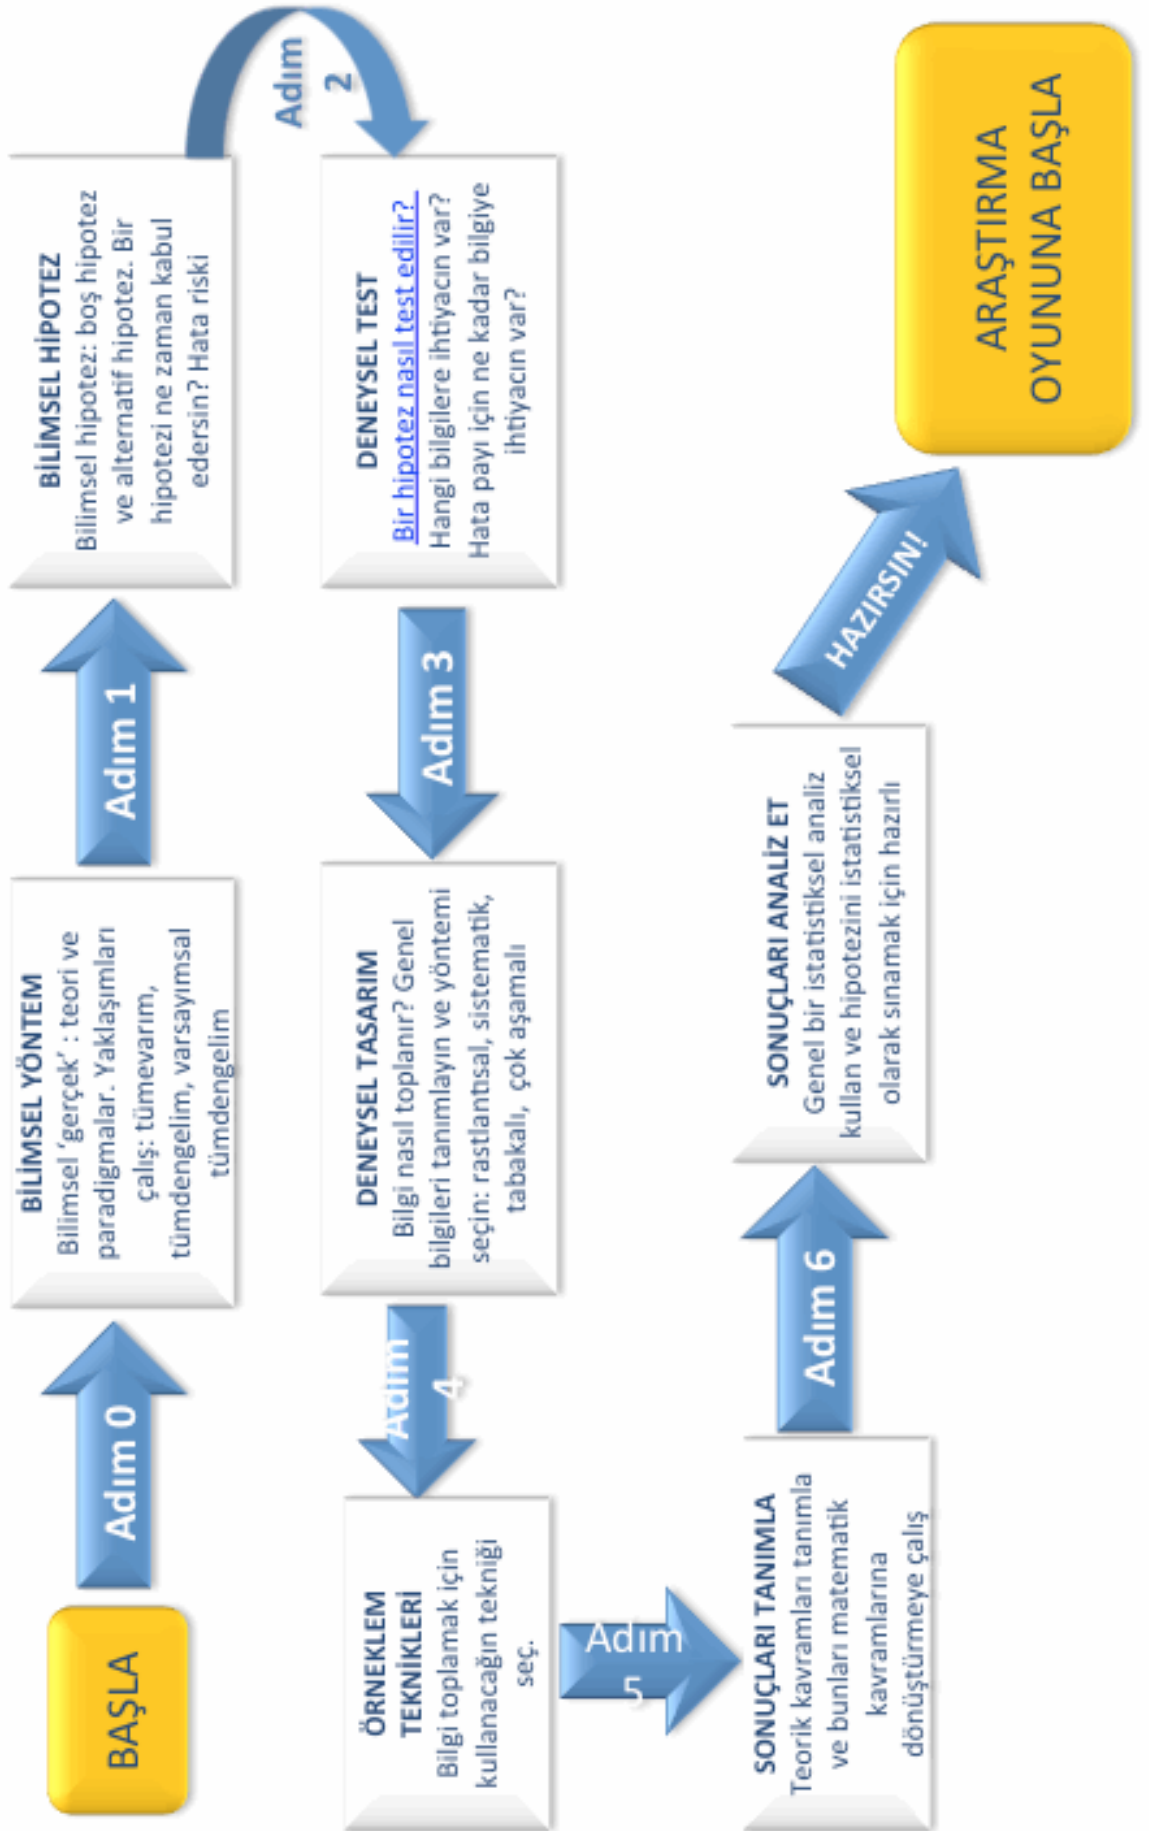 BAŞLA
Adım 0
BİLİMSEL YÖNTEM
Bilimsel ‘gerçek’ : teori ve
paradigmalar. Yaklaşımları
çalış: tümevarım,
tümdengelim, varsayımsal
tümdengelim
Adım 1
BİLİMSEL HİPOTEZ
Bilimsel hipotez: boş hipotez
ve alternatif hipotez. Bir
hipotezi ne zaman kabul
edersin? Hata riski
Adım
2
DENEYSEL TEST
Bir hipotez nasıl test edilir?
Hangi bilgilere ihtiyacın var?
Hata payı için ne kadar bilgiye
ihtiyacın var?
Adım 3
DENEYSEL TASARIM
Bilgi nasıl toplanır? Genel
bilgileri tanımlayın ve yöntemi
seçin: rastlantısal, sistematik,
tabakalı, çok aşamalı
Adım
4
ÖRNEKLEM
TEKNİKLERİ
Bilgi toplamak için
kullanacağın tekniği
seç.
Adım
5
SONUÇLARI TANIMLA
Teorik kavramları tanımla
ve bunları matematik
kavramlarına
dönüştürmeye çalış
Adım 6
SONUÇLARI ANALİZ ET
Genel bir istatistiksel analiz
kullan ve hipotezini istatistiksel
olarak sınamak için hazırlı
HAZIRSIN!
ARAŞTIRMA
OYUNUNA BAŞLA